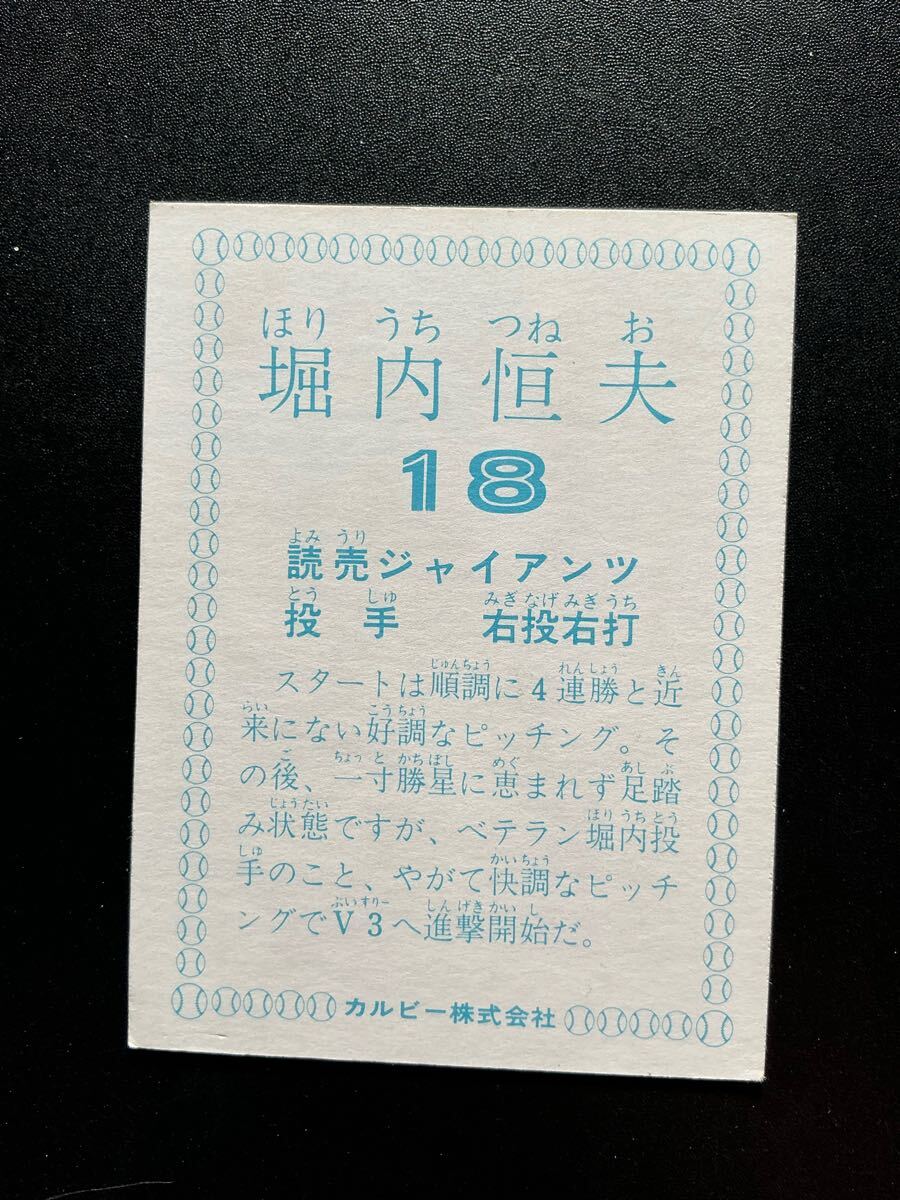 ほり うち つね お
堀内恒夫
18
よみ うり
読売ジャイアンツ
とう しゅ みぎ なげ みぎ うち
投手 右投右打
じゅんちょう れんしょう きん
スタートは順調に4連勝と近
らい こうちょう
来にない好調なピッチング。そ
ご ちょっ と かち ぼし めぐ あし ぶ
の後、一寸勝星に恵まれず足踏
じょうたい ほり うち とう
み状態ですが、ベテラン堀内投
しゅ かいちょう
手のこと、やがて快調なピッチ
ぶいすりー しん げき かい し
ングでV3へ進撃開始だ。
カルビー株式会社